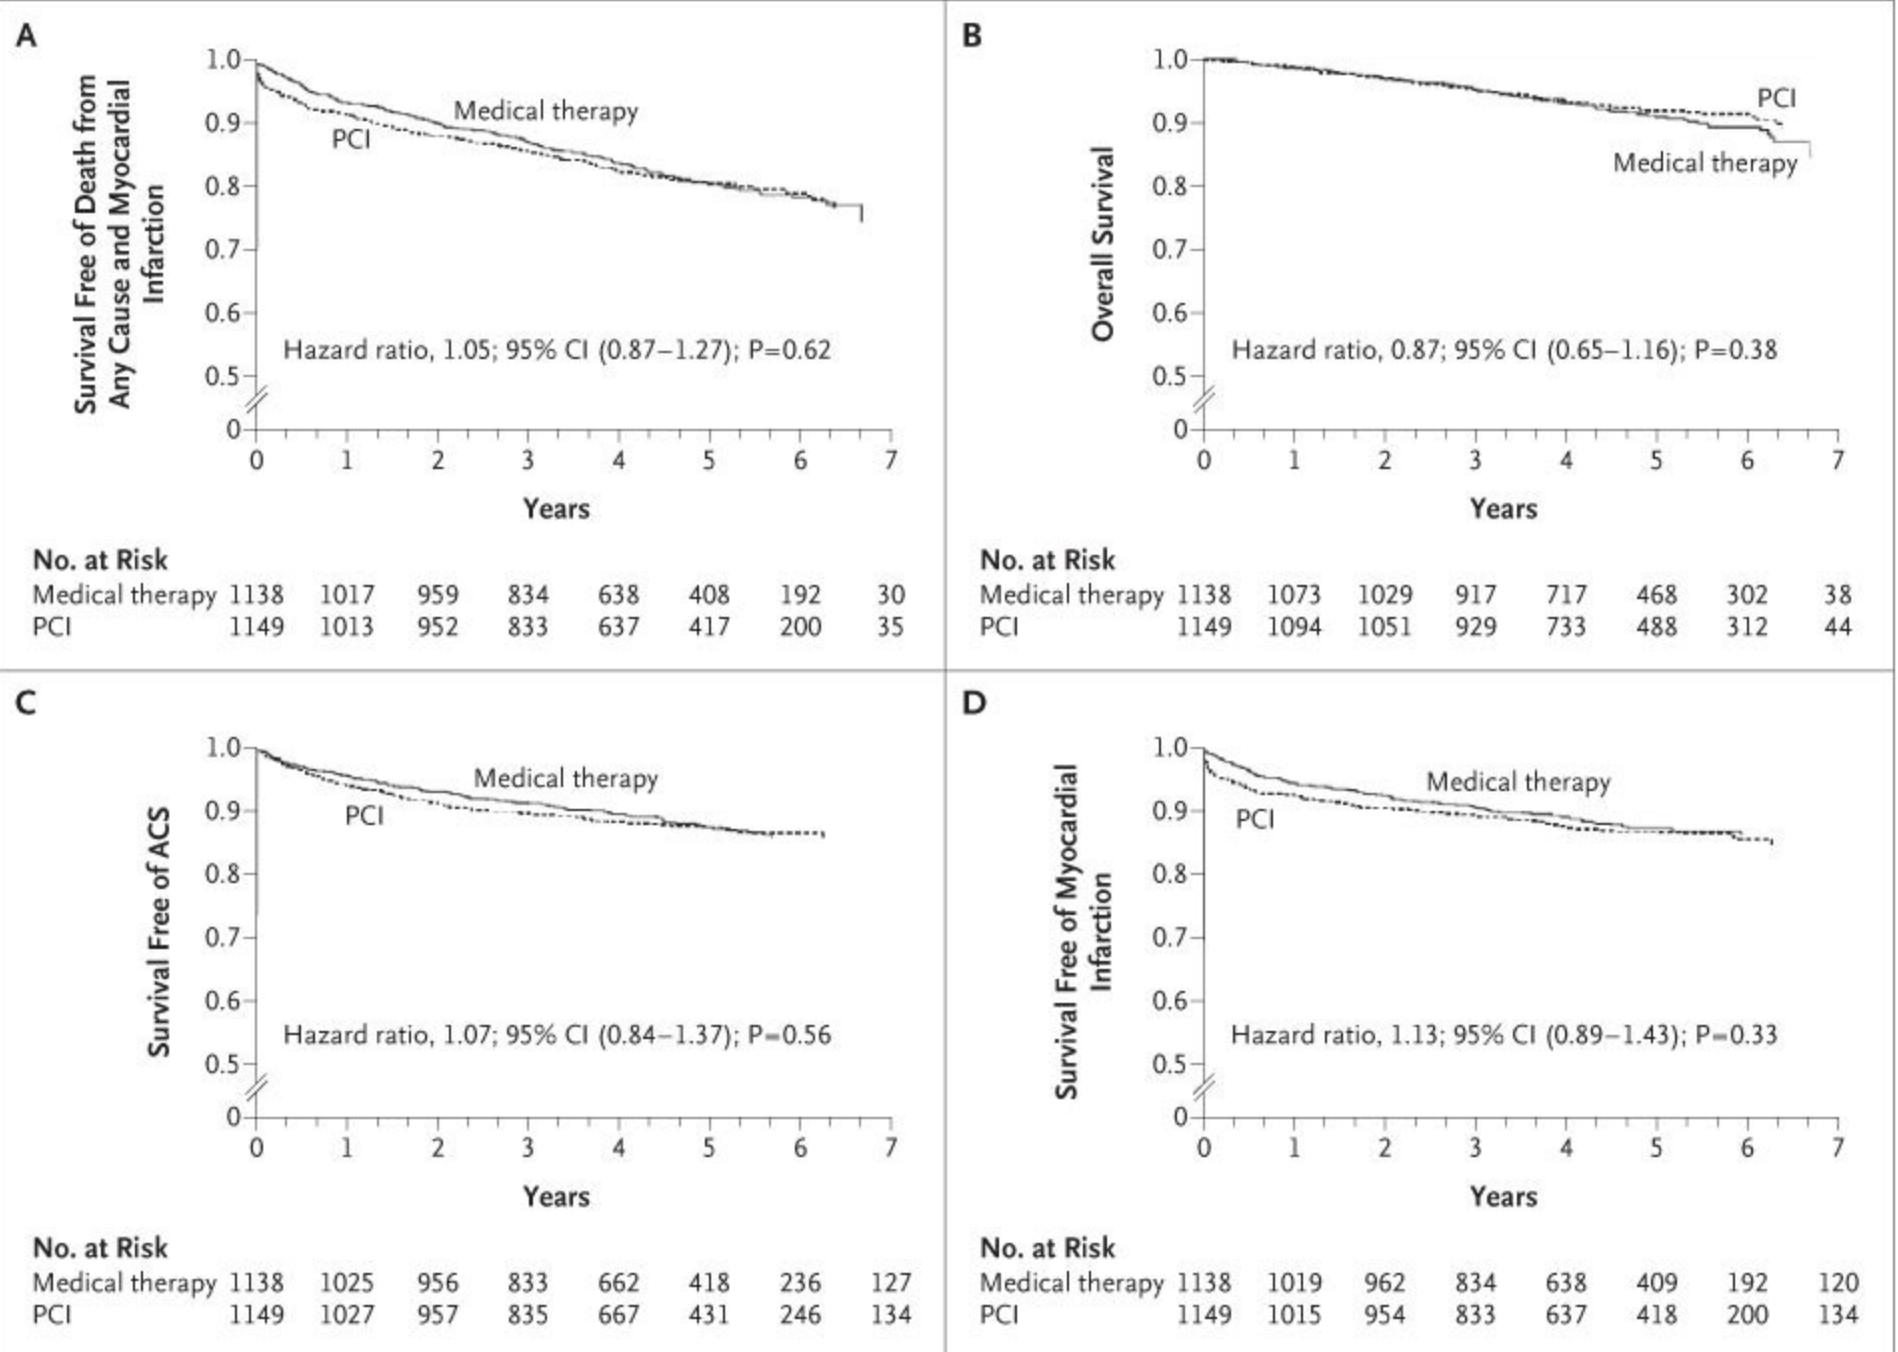 A
Survival Free of Death from
Any Cause and Myocardial
Infarction
1.0
0.9
0.8
0.7
0.6
0.5
0
Medical therapy
PCI
Hazard ratio, 1.05; 95% CI (0.87–1.27); P=0.62
0 1 2 3 4 5 6 7
Years
No. at Risk
Medical therapy 1138 1017 959 834 638 408 192 30
PCI 1149 1013 952 833 637 417 200 35
B
Overall Survival
1.0
0.9
0.8
0.7
0.6
0.5
0
PCI
Medical therapy
Hazard ratio, 0.87; 95% CI (0.65–1.16); P=0.38
0 1 2 3 4 5 6 7
Years
No. at Risk
Medical therapy 1138 1073 1029 917 717 468 302 38
PCI 1149 1094 1051 929 733 488 312 44
C
Survival Free of ACS
1.0
0.9
0.8
0.7
0.6
0.5
0
Medical therapy
PCI
Hazard ratio, 1.07; 95% CI (0.84–1.37); P=0.56
0 1 2 3 4 5 6 7
Years
No. at Risk
Medical therapy 1138 1025 956 833 662 418 236 127
PCI 1149 1027 957 835 667 431 246 134
D
Survival Free of Myocardial
Infarction
1.0
0.9
0.8
0.7
0.6
0.5
0
Medical therapy
PCI
Hazard ratio, 1.13; 95% CI (0.89–1.43); P=0.33
0 1 2 3 4 5 6 7
Years
No. at Risk
Medical therapy 1138 1019 962 834 638 409 192 120
PCI 1149 1015 954 833 637 418 200 134